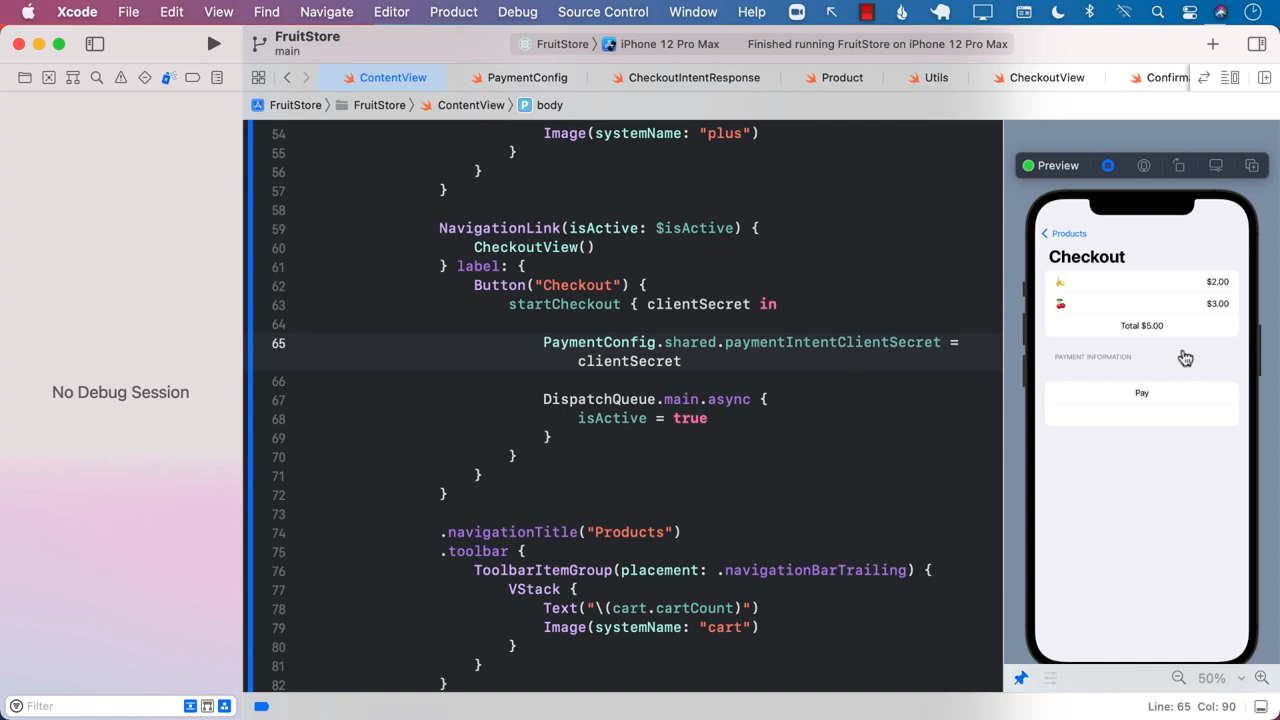 Xcode File Edit View Find Navigate Editor Product Debug Source Control Window Help
FruitStore
main
FruitStore iPhone 12 Pro Max
Finished running FruitStore on iPhone 12 Pro Max
ContentView PaymentConfig CheckoutIntentResponse Product Utils CheckoutView Confirm
FruitStore FruitStore ContentView P body
54 Image(systemName: "plus")
55 }
56 }
57 }
58
59 NavigationLink(isActive: $isActive) {
60 CheckoutView()
61 } label: {
62 Button("Checkout") {
63 startCheckout { clientSecret in
64
65 PaymentConfig.shared.paymentIntentClientSecret =
clientSecret
66
67 DispatchQueue.main.async {
68 isActive = true
69 }
70 }
71 }
72 }
73
74 .navigationTitle("Products")
75 .toolbar {
76 ToolbarItemGroup(placement: .navigationBarTrailing) {
77 VStack {
78 Text("\(cart.cartCount)")
79 Image(systemName: "cart")
80 }
81 }
82 }
No Debug Session
Filter
Preview
Products
Checkout
$2.00
$3.00
Total $5.00
PAYMENT INFORMATION
Pay
50%
Line: 65 Col: 90